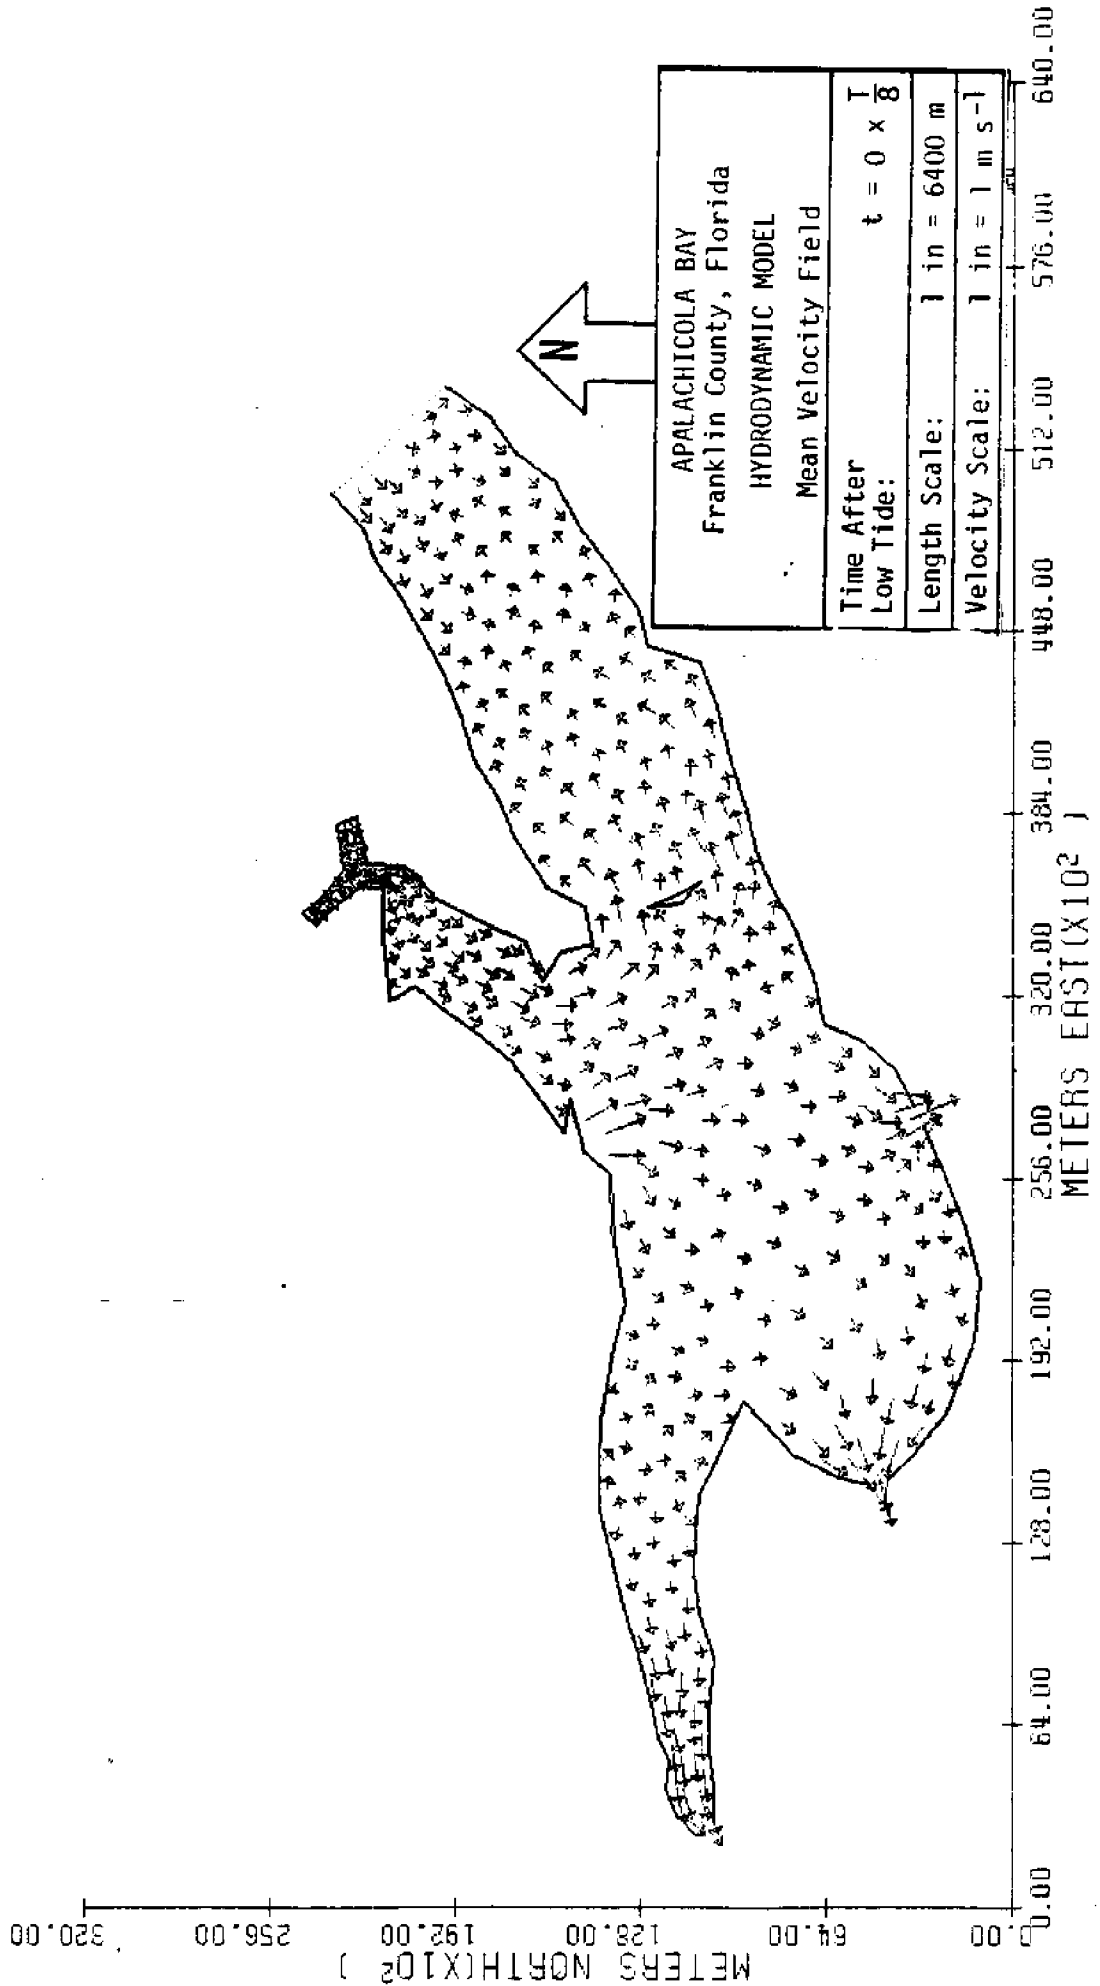 N
APALACHICOLA BAY
Franklin County, Florida
HYDRODYNAMIC MODEL
Mean Velocity Field
Time After
Low Tide: t = 0 × T/8
Length Scale: 1 in = 6400 m
Velocity Scale: 1 in = 1 m s⁻¹
0.00 64.00 128.00 192.00 256.00 320.00 384.00 448.00 512.00 576.00 640.00
METERS EAST(X10²)
0.00 64.00 128.00 192.00 256.00 320.00
METERS NORTH(X10²)